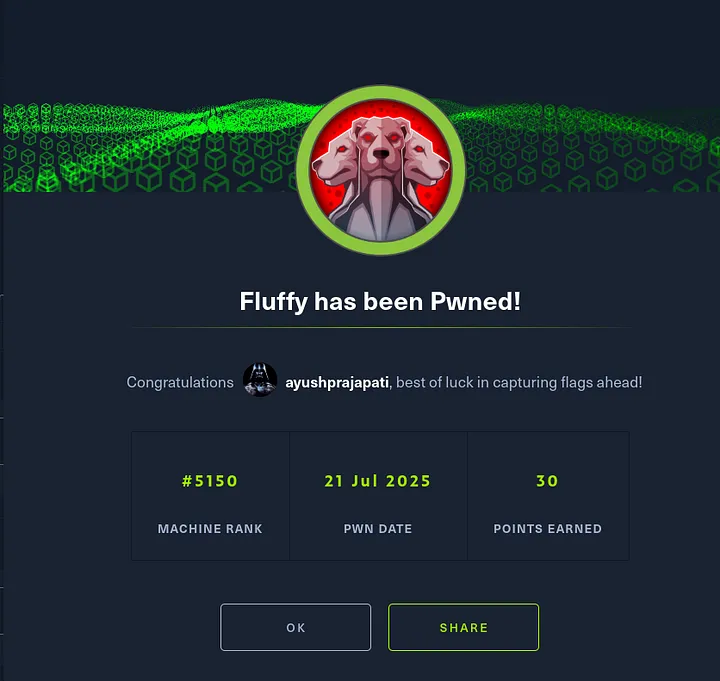 Fluffy has been Pwned!
Congratulations ayushprajapati, best of luck in capturing flags ahead!
#5150 21 Jul 2025 30
MACHINE RANK PWN DATE POINTS EARNED
OK SHARE